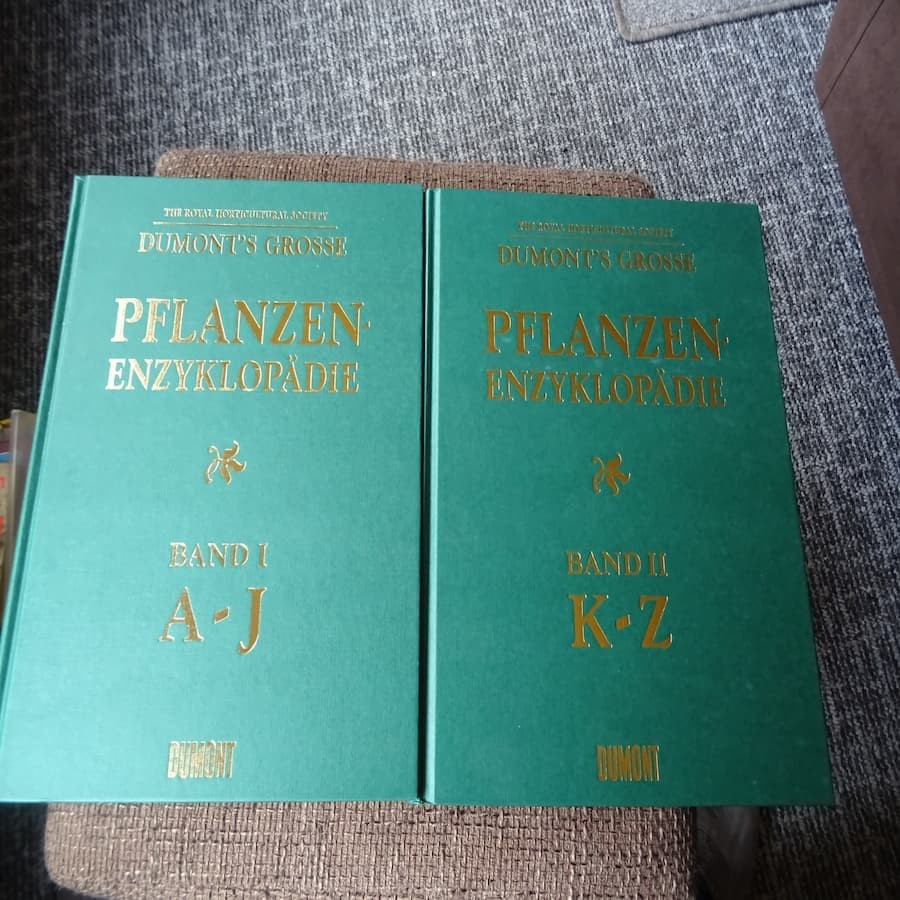 THE ROYAL HORTICULTURAL SOCIETY
DUMONT'S GROSSE
PFLANZEN-
ENZYKLOPÄDIE
BAND I
A-J
DUMONT
THE ROYAL HORTICULTURAL SOCIETY
DUMONT'S GROSSE
PFLANZEN-
ENZYKLOPÄDIE
BAND II
K-Z
DUMONT